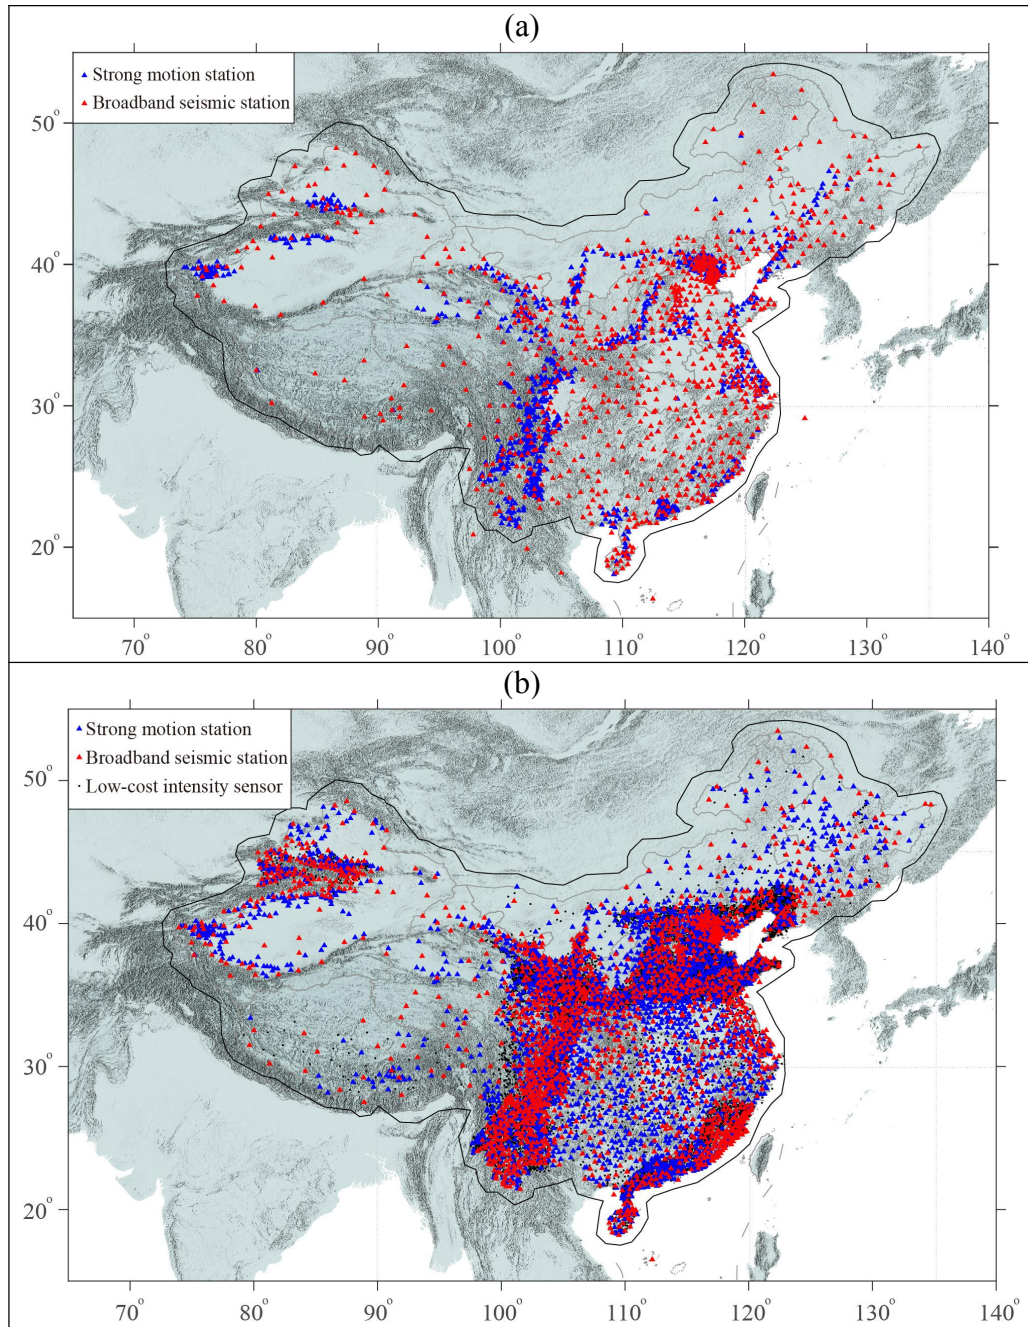 (a)
Strong motion station
Broadband seismic station
50°
40°
30°
20°
70° 80° 90° 100° 110° 120° 130° 140°
(b)
Strong motion station
Broadband seismic station
Low-cost intensity sensor
50°
40°
30°
20°
70° 80° 90° 100° 110° 120° 130° 140°